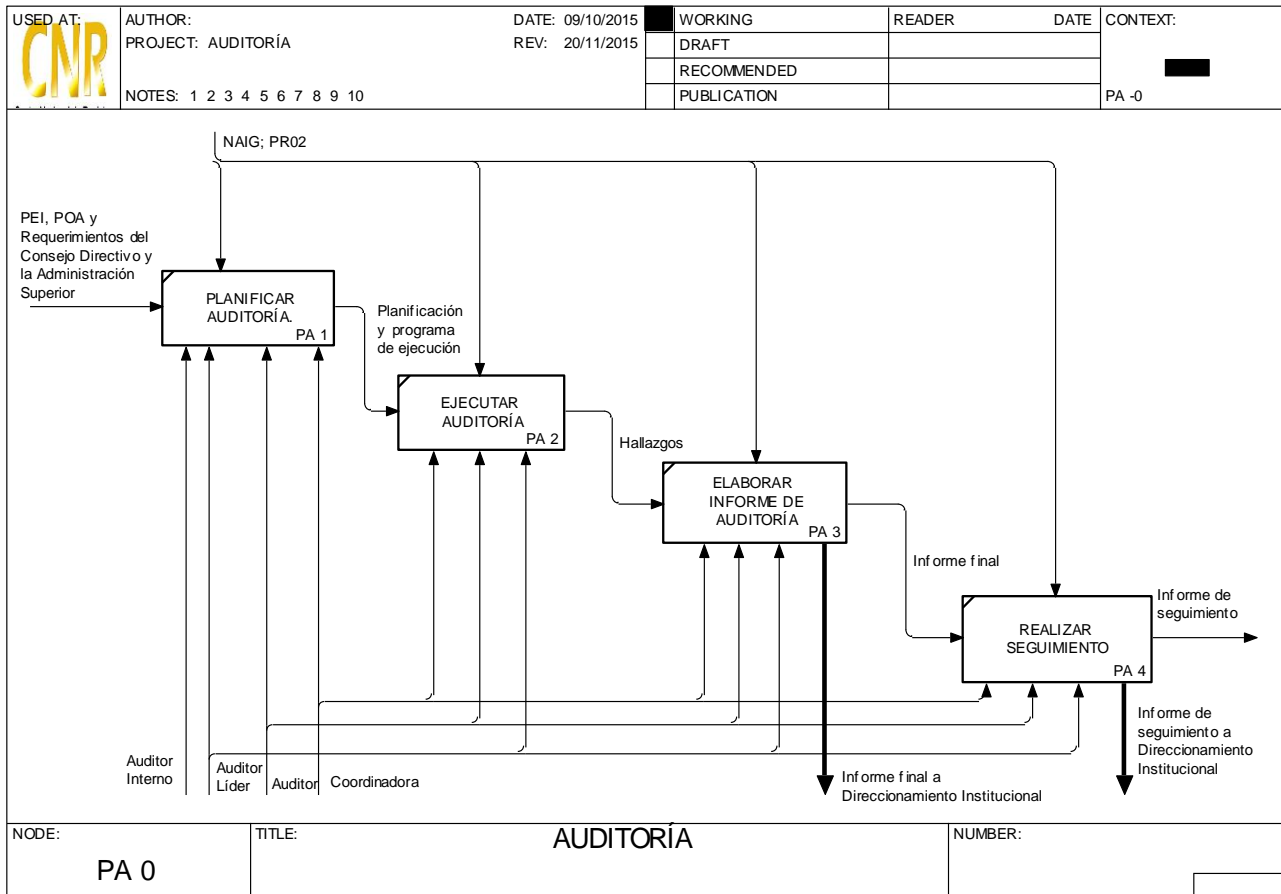 USED AT:
CNR
AUTHOR:
DATE: 09/10/2015
PROJECT: AUDITORÍA
REV: 20/11/2015
NOTES: 1 2 3 4 5 6 7 8 9 10
WORKING
DRAFT
RECOMMENDED
PUBLICATION
READER DATE
CONTEXT:
PA -0
NAIG; PR02
PEI, POA y
Requerimientos del
Consejo Directivo y
la Administración
Superior
PLANIFICAR
AUDITORÍA.
PA 1
Planificación
y programa
de ejecución
EJECUTAR
AUDITORÍA
PA 2
Hallazgos
ELABORAR
INFORME DE
AUDITORÍA
PA 3
Informe final
REALIZAR
SEGUIMIENTO
PA 4
Informe de
seguimiento
Auditor
Interno
Auditor
Líder
Auditor
Coordinadora
Informe final a
Direccionamiento Institucional
Informe de
seguimiento a
Direccionamiento
Institucional
NODE:
PA 0
TITLE:
AUDITORÍA
NUMBER: